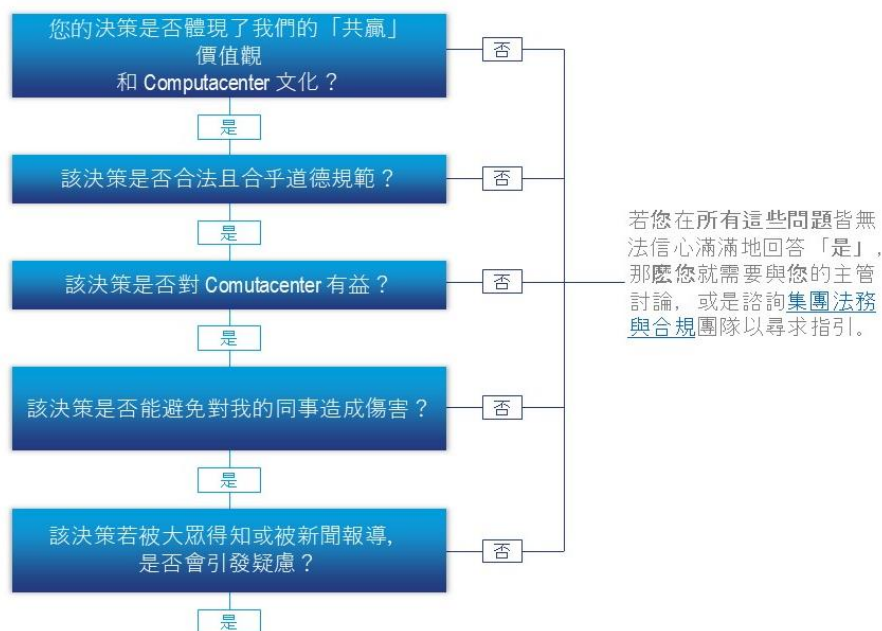 您的決策是否體現了我們的「共贏」
價值觀
和 Computacenter 文化？
否
是
該決策是否合法且合乎道德規範？
否
是
該決策是否對 Comutacenter 有益？
否
是
該決策是否能避免對我的同事造成傷害？
否
是
該決策若被大眾得知或被新聞報導，
是否會引發疑慮？
否
是
若您在所有這些問題皆無
法信心滿滿地回答「是」，
那麼您就需要與您的主管
討論，或是諮詢集團法務
與合規團隊以尋求指引。